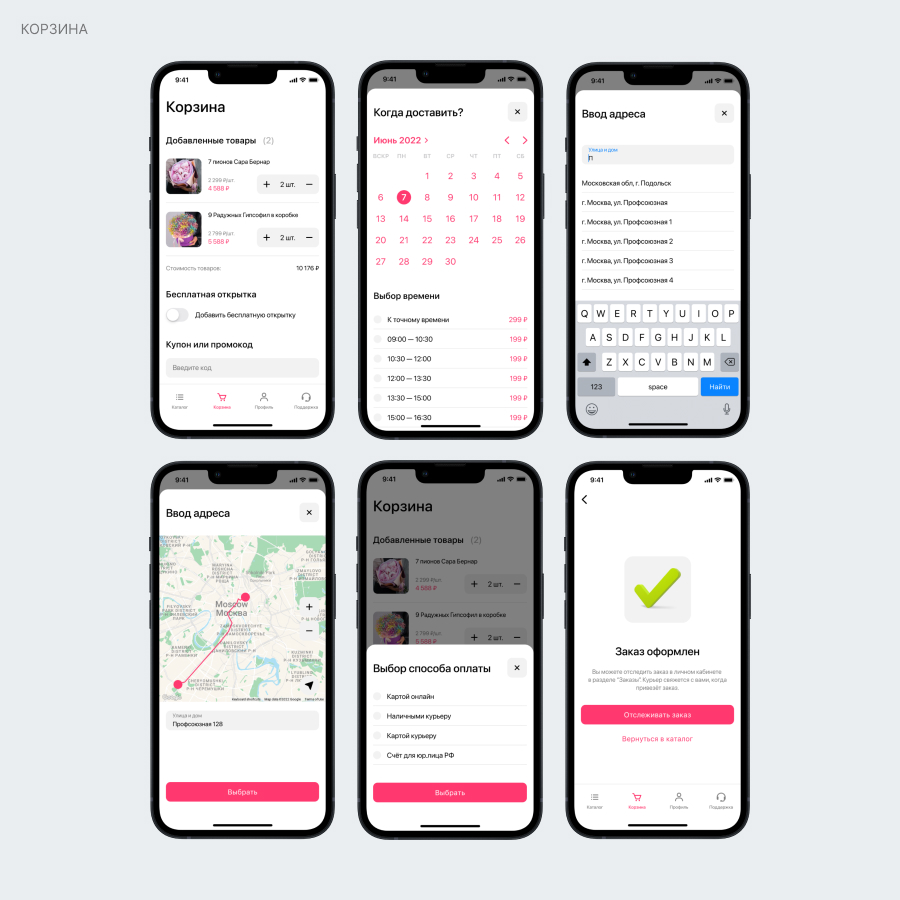 КОРЗИНА
9:41
Корзина
Добавленные товары (2)
7 пионов Сара Бернар
2 299 ₽/шт.
4 588 ₽
+ 2 шт. −
9 Радужных Гипсофил в коробке
2 799 ₽/шт.
5 588 ₽
+ 2 шт. −
Стоимость товаров: 10 176 ₽
Бесплатная открытка
Добавить бесплатную открытку
Купон или промокод
Введите код
Каталог Корзина Профиль Поддержка
9:41
Когда доставить?
Июнь 2022
ВСКР ПН ВТ СР ЧТ ПТ СБ
1 2 3 4 5
6 7 8 9 10 11 12
13 14 15 16 17 18 19
20 21 22 23 24 25 26
27 28 29 30
Выбор времени
К точному времени 299 ₽
09:00 — 10:30 199 ₽
10:30 — 12:00 199 ₽
12:00 — 13:30 199 ₽
13:30 — 15:00 199 ₽
15:00 — 16:30 199 ₽
9:41
Ввод адреса
Улица и дом
П
Московская обл, г. Подольск
г. Москва, ул. Профсоюзная
г. Москва, ул. Профсоюзная 1
г. Москва, ул. Профсоюзная 2
г. Москва, ул. Профсоюзная 3
г. Москва, ул. Профсоюзная 4
Q W E R T Y U I O P
A S D F G H J K L
Z X C V B N M
123 space Найти
9:41
Ввод адреса
Moscow
Москва
+
−
Улица и дом
Профсоюзная 128
Выбрать
9:41
Корзина
Добавленные товары (2)
7 пионов Сара Бернар
2 299 ₽/шт.
4 588 ₽
+ 2 шт. −
9 Радужных Гипсофил в коробке
2 799 ₽/шт.
5 588 ₽
+ 2 шт. −
Выбор способа оплаты
Картой онлайн
Наличными курьеру
Картой курьеру
Счёт для юр.лица РФ
Выбрать
9:41
Заказ оформлен
Вы можете отследить заказ в личном кабинете
в разделе "Заказы". Курьер свяжется с вами, когда
привезёт заказ.
Отслеживать заказ
Вернуться в каталог
Каталог Корзина Профиль Поддержка